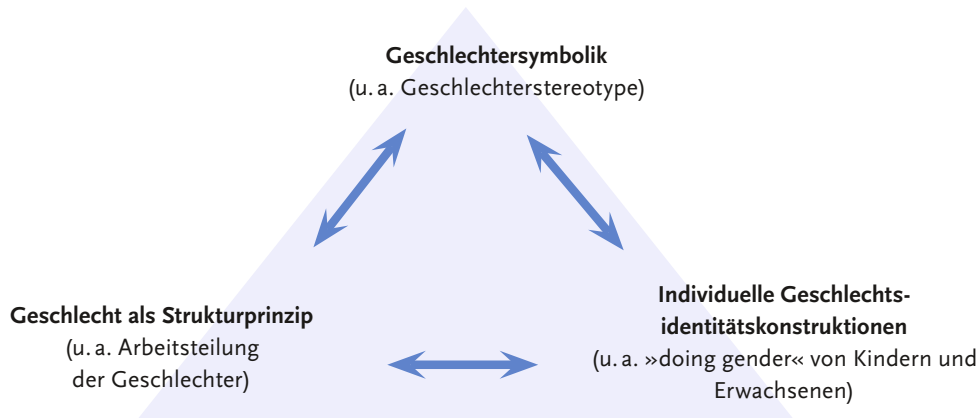 Geschlechtersymbolik
(u. a. Geschlechterstereotype)
Geschlecht als Strukturprinzip
(u. a. Arbeitsteilung
der Geschlechter)
Individuelle Geschlechts-
identitätskonstruktionen
(u. a. »doing gender« von Kindern und
Erwachsenen)